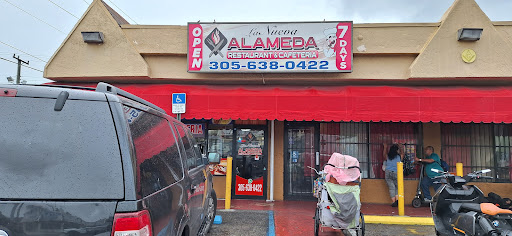 OPEN
La Nueva
ALAMEDA
RESTAURANT & CAFETERIA
305-638-0422
7
DAYS
305-638-0422